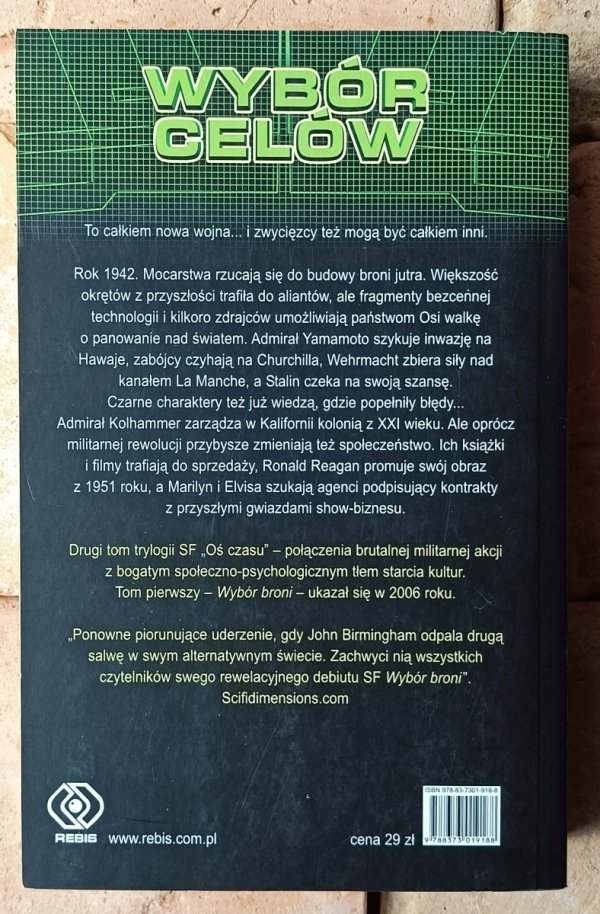 WYBÓR
CELÓW
To całkiem nowa wojna... i zwycięzcy też mogą być całkiem inni.
Rok 1942. Mocarstwa rzucają się do budowy broni jutra. Większość
okrętów z przyszłości trafiła do aliantów, ale fragmenty bezcennej
technologii i kilkoro zdrajców umożliwiają państwom Osi walkę
o panowanie nad światem. Admirał Yamamoto szykuje inwazję na
Hawaje, zabójcy czyhają na Churchilla, Wehrmacht zbiera siły nad
kanałem La Manche, a Stalin czeka na swoją szansę.
Czarne charaktery też już wiedzą, gdzie popełniły błędy...
Admirał Kolhammer zarządza w Kalifornii kolonią z XXI wieku. Ale oprócz
militarnej rewolucji przybysze zmieniają też społeczeństwo. Ich książki
i filmy trafiają do sprzedaży, Ronald Reagan promuje swój obraz
z 1951 roku, a Marilyn i Elvisa szukają agenci podpisujący kontrakty
z przyszłymi gwiazdami show-biznesu.
Drugi tom trylogii SF „Oś czasu” – połączenia brutalnej militarnej akcji
z bogatym społeczno-psychologicznym tłem starcia kultur.
Tom pierwszy – Wybór broni – ukazał się w 2006 roku.
„Ponowne piorunujące uderzenie, gdy John Birmingham odpala drugą
salwę w swym alternatywnym świecie. Zachwyci nią wszystkich
czytelników swego rewelacyjnego debiutu SF Wybór broni”.
Scifidimensions.com
REBIS
www.rebis.com.pl
cena 29 zł
ISBN 978-83-7301-918-8
9 788373 019188